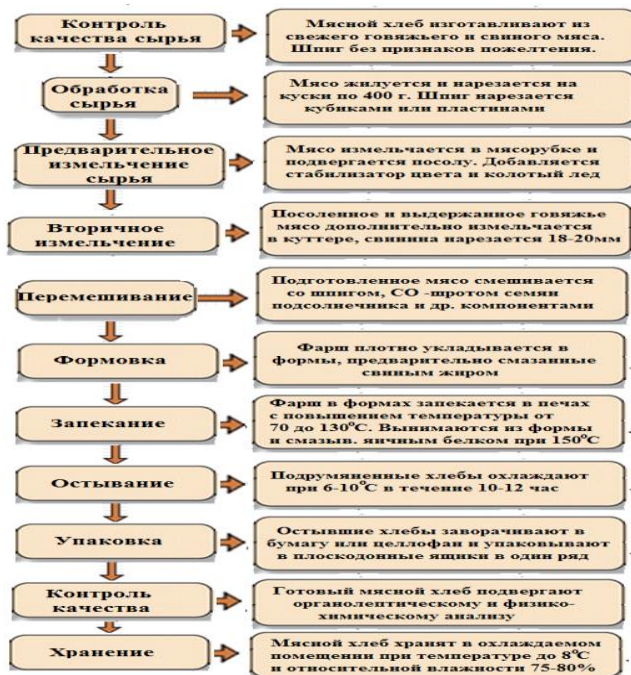 Контроль
качества сырья
Мясной хлеб изготавливают из
свежего говяжьего и свиного мяса.
Шпиг без признаков пожелтения.
Обработка
сырья
Мясо жилуется и нарезается на
куски по 400 г. Шпиг нарезается
кубиками или пластинами
Предварительное
измельчение
сырья
Мясо измельчается в мясорубке и
подвергается посолу. Добавляется
стабилизатор цвета и колотый лед
Вторичное
измельчение
Посоленное и выдержанное говяжье
мясо дополнительно измельчается
в куттере, свинина нарезается 18-20мм
Перемешивание
Подготовленное мясо смешивается
со шпигом, СО -шротом семян
подсолнечника и др. компонентами
Формовка
Фарш плотно укладывается в
формы, предварительно смазанные
свиным жиром
Запекание
Фарш в формах запекается в печах
с повышением температуры от
70 до 130°С. Вынимаются из формы
и смазыв. яичным белком при 150°С
Остывание
Подрумяненные хлебы охлаждают
при 6-10°С в течение 10-12 час
Упаковка
Остывшие хлебы заворачивают в
бумагу или целлофан и упаковывают
в плоскодонные ящики в один ряд
Контроль
качества
Готовый мясной хлеб подвергают
органолептическому и физико-
химическому анализу
Хранение
Мясной хлеб хранят в охлаждаемом
помещении при температуре до 8°С
и относительной влажности 75-80%